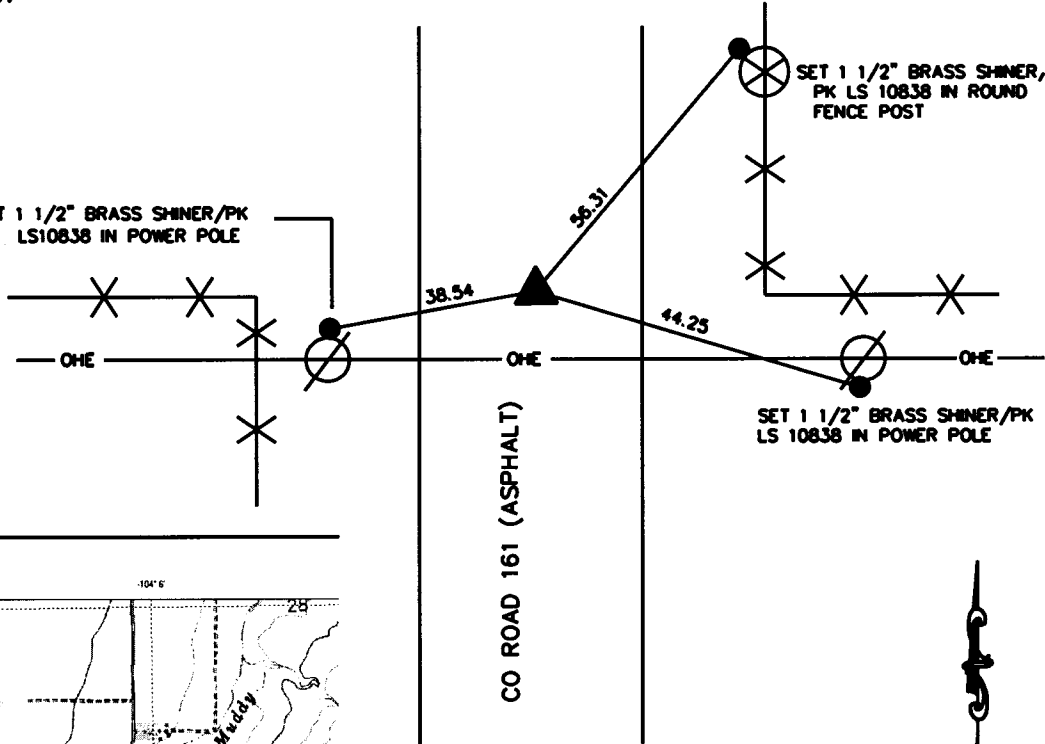 SET 1 1/2" BRASS SHINER,
PK LS 10838 IN ROUND
FENCE POST
56.31
T 1 1/2" BRASS SHINER/PK
LS10838 IN POWER POLE
38.54
44.25
OHE
OHE
OHE
SET 1 1/2" BRASS SHINER/PK
LS 10838 IN POWER POLE
CO ROAD 161 (ASPHALT)
-104° 6'
28
Muddy